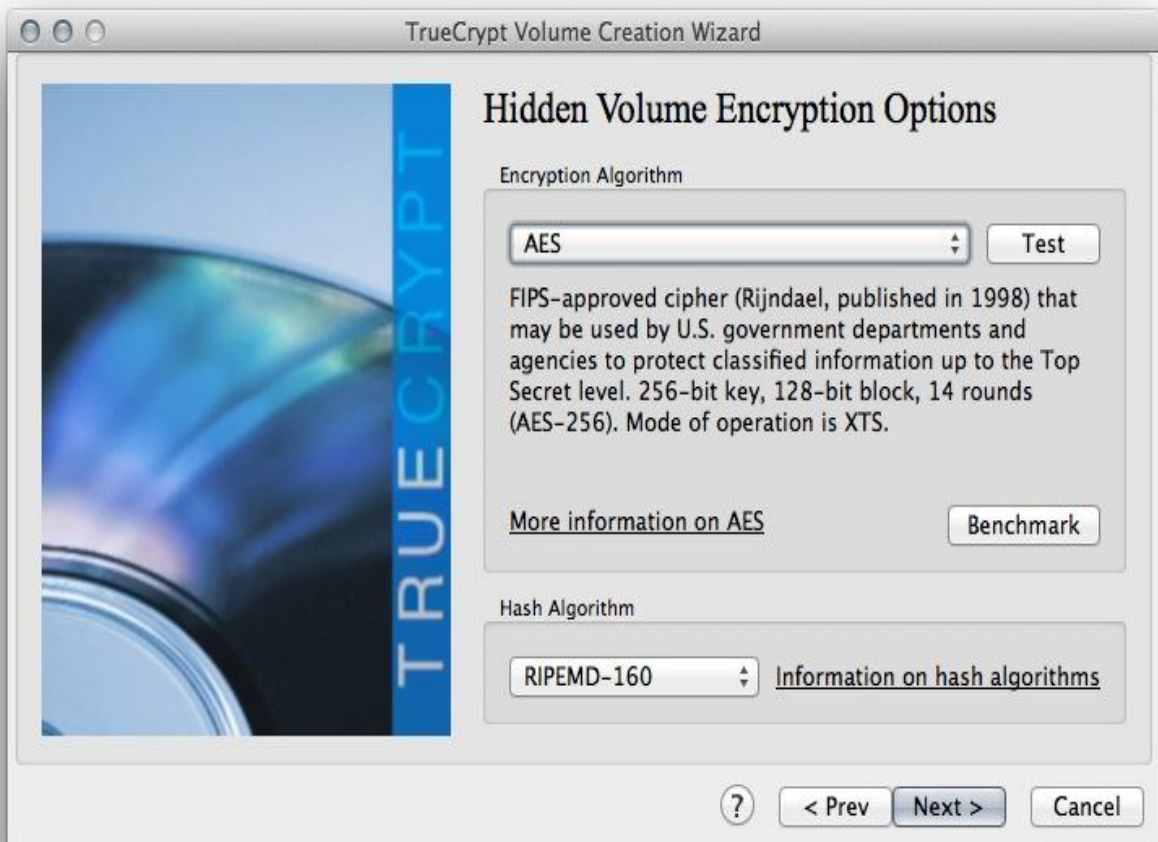 TrueCrypt Volume Creation Wizard
TRUECRYPT
Hidden Volume Encryption Options
Encryption Algorithm
AES
Test
FIPS-approved cipher (Rijndael, published in 1998) that
may be used by U.S. government departments and
agencies to protect classified information up to the Top
Secret level. 256-bit key, 128-bit block, 14 rounds
(AES-256). Mode of operation is XTS.
More information on AES
Benchmark
Hash Algorithm
RIPEMD-160
Information on hash algorithms
?
< Prev
Next >
Cancel